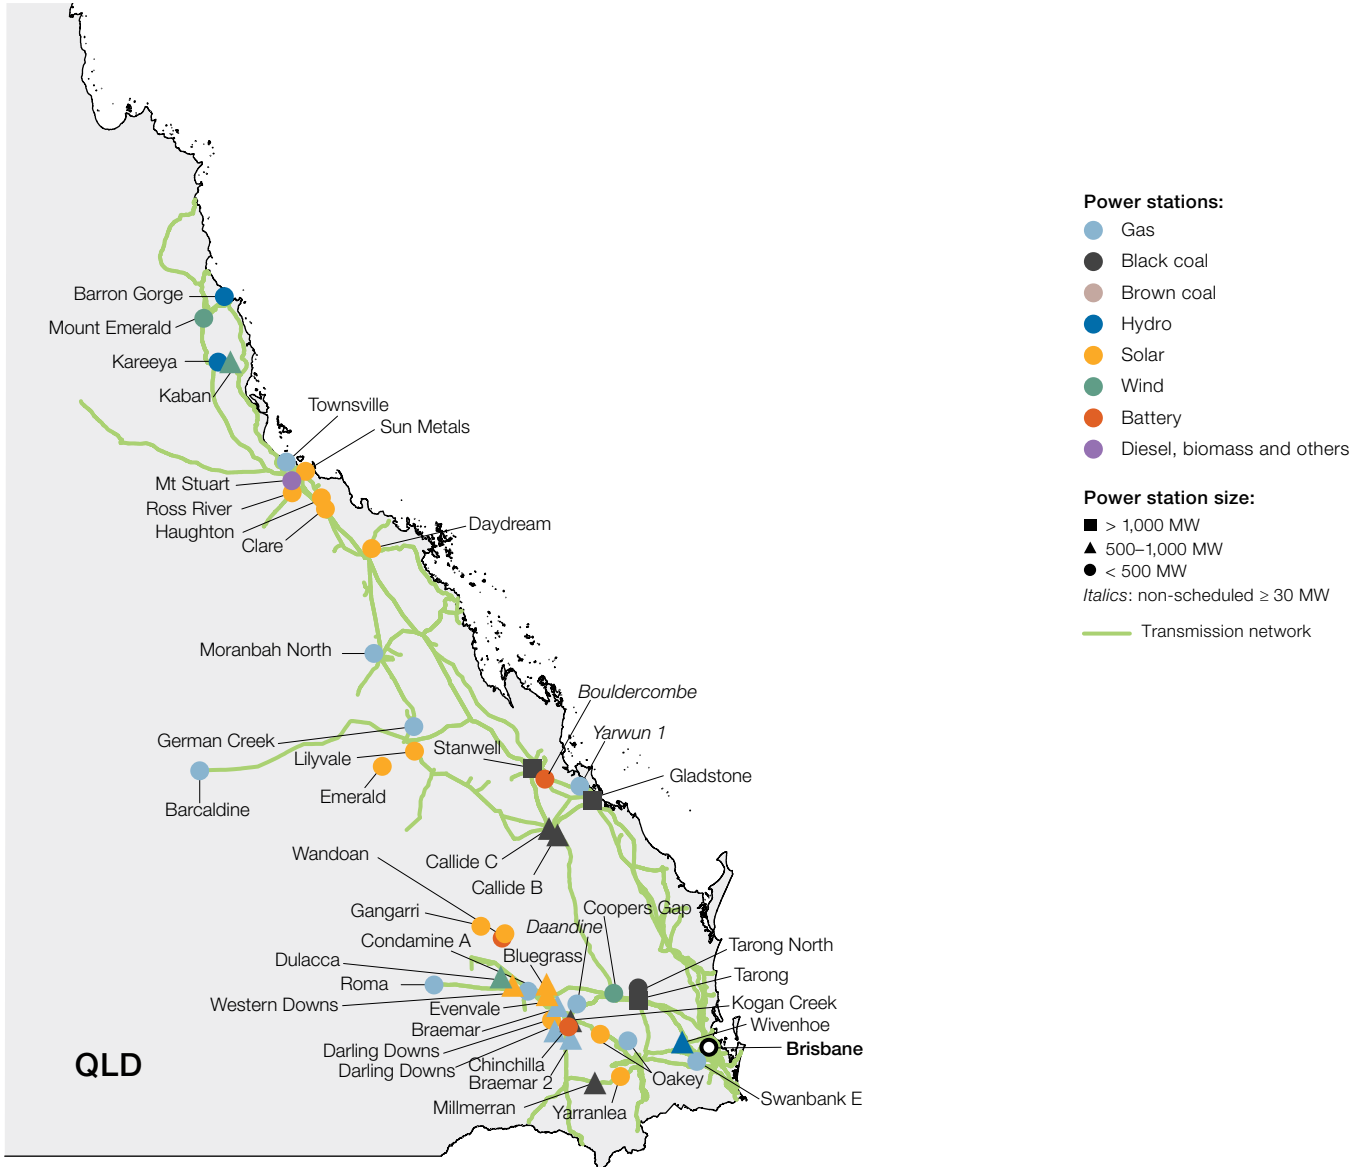 Power stations:
Gas
Black coal
Brown coal
Hydro
Solar
Wind
Battery
Diesel, biomass and others
Power station size:
> 1,000 MW
500–1,000 MW
< 500 MW
Italics: non-scheduled ≥ 30 MW
Transmission network
Barron Gorge
Mount Emerald
Kareeya
Kaban
Townsville
Sun Metals
Mt Stuart
Ross River
Haughton
Clare
Daydream
Moranbah North
Bouldercombe
Yarwun 1
German Creek
Stanwell
Lilyvale
Gladstone
Emerald
Barcaldine
Wandoan
Callide C
Callide B
Gangarri
Coopers Gap
Daandine
Condamine A
Tarong North
Bluegrass
Dulacca
Tarong
Roma
Western Downs
Kogan Creek
Evenvale
Wivenhoe
Braemar
Brisbane
Darling Downs
Chinchilla
Darling Downs
Oakey
Braemar 2
Swanbank E
Millmerran
Yarranlea
QLD